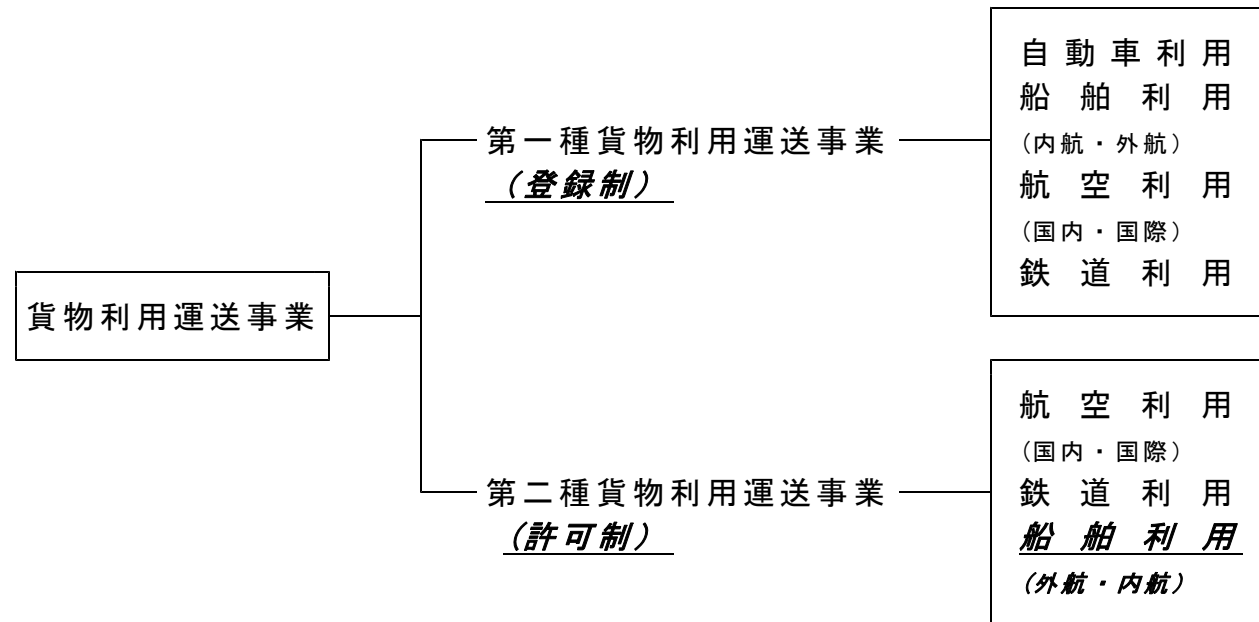 貨物利用運送事業
第一種貨物利用運送事業
（登録制）
自動車利用
船舶利用
（内航・外航）
航空利用
（国内・国際）
鉄道利用
第二種貨物利用運送事業
（許可制）
航空利用
（国内・国際）
鉄道利用
船舶利用
（外航・内航）